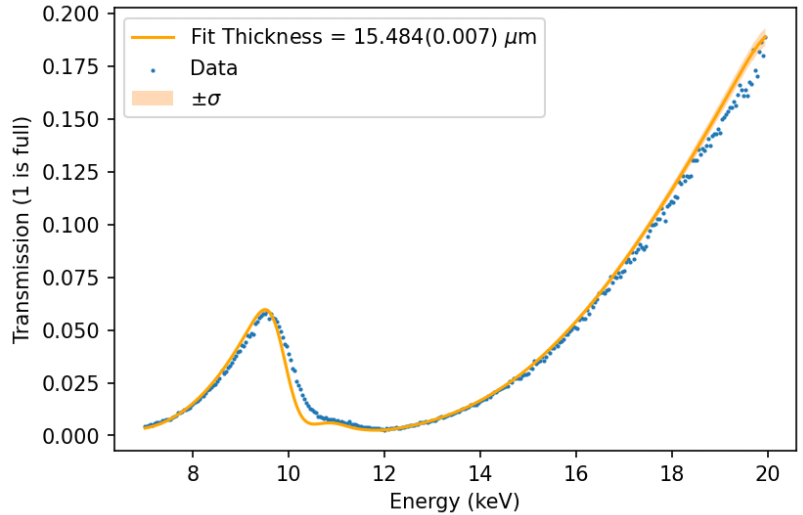 0.200
0.175
0.150
0.125
0.100
0.075
0.050
0.025
0.000
Transmission (1 is full)
Fit Thickness = 15.484(0.007) μm
Data
±σ
8 10 12 14 16 18 20
Energy (keV)